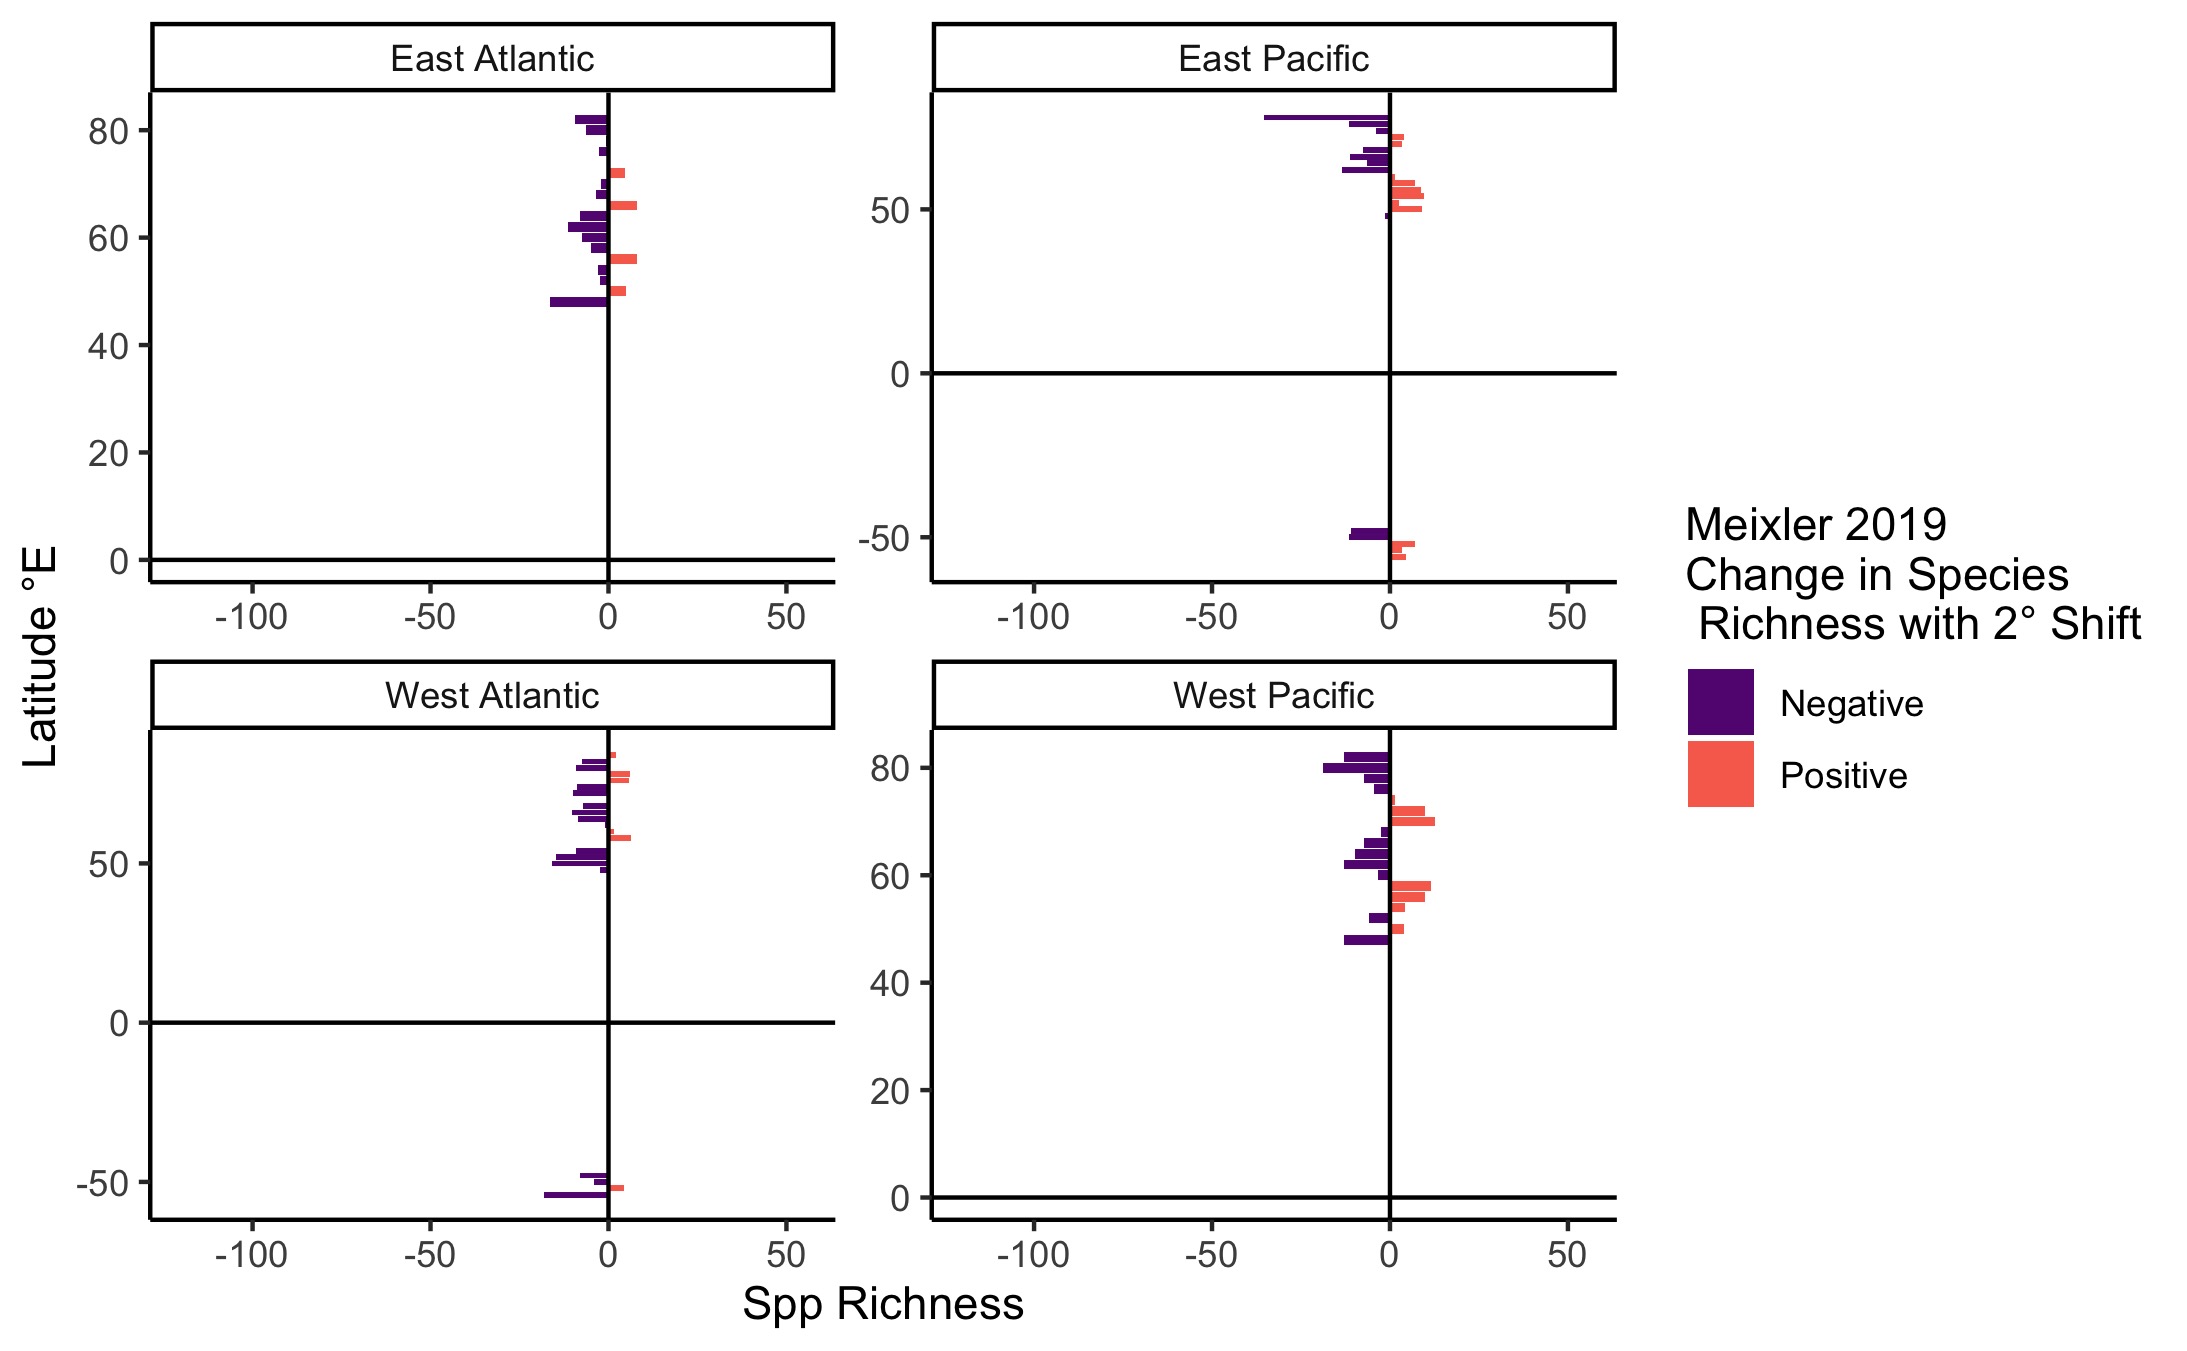 East Atlantic
East Pacific
80
60
40
20
0
50
0
-50
-100 -50 0 50
-100 -50 0 50
Latitude °E
West Atlantic
West Pacific
50
0
-50
80
60
40
20
0
-100 -50 0 50
-100 -50 0 50
Spp Richness
Meixler 2019
Change in Species
Richness with 2° Shift
Negative
Positive